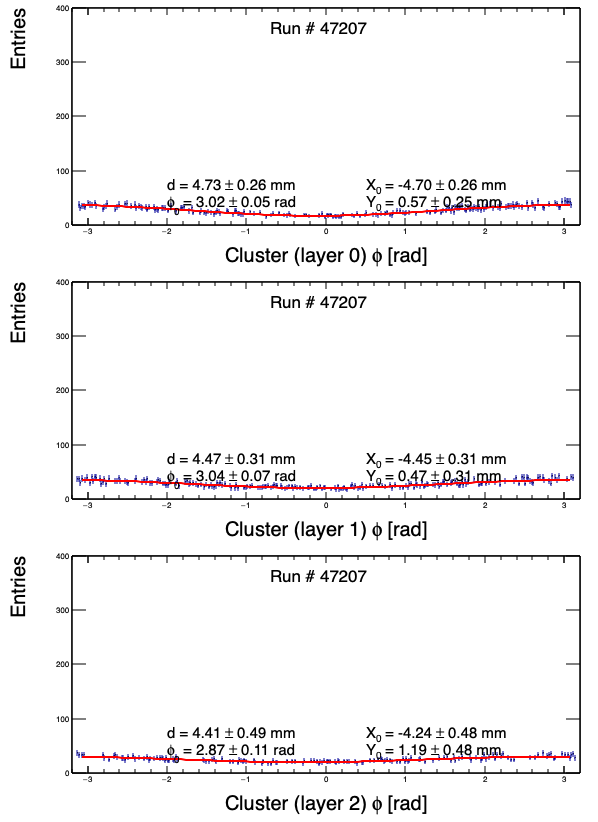 Entries
400
300
200
100
0
Run # 47207
d = 4.73 ± 0.26 mm
X0 = -4.70 ± 0.26 mm
ϕ0 = 3.02 ± 0.05 rad
Y0 = 0.57 ± 0.25 mm
−3 −2 −1 0 1 2 3
Cluster (layer 0) ϕ [rad]
Entries
400
300
200
100
0
Run # 47207
d = 4.47 ± 0.31 mm
X0 = -4.45 ± 0.31 mm
ϕ0 = 3.04 ± 0.07 rad
Y0 = 0.47 ± 0.31 mm
−3 −2 −1 0 1 2 3
Cluster (layer 1) ϕ [rad]
Entries
400
300
200
100
0
Run # 47207
d = 4.41 ± 0.49 mm
X0 = -4.24 ± 0.48 mm
ϕ0 = 2.87 ± 0.11 rad
Y0 = 1.19 ± 0.48 mm
−3 −2 −1 0 1 2 3
Cluster (layer 2) ϕ [rad]